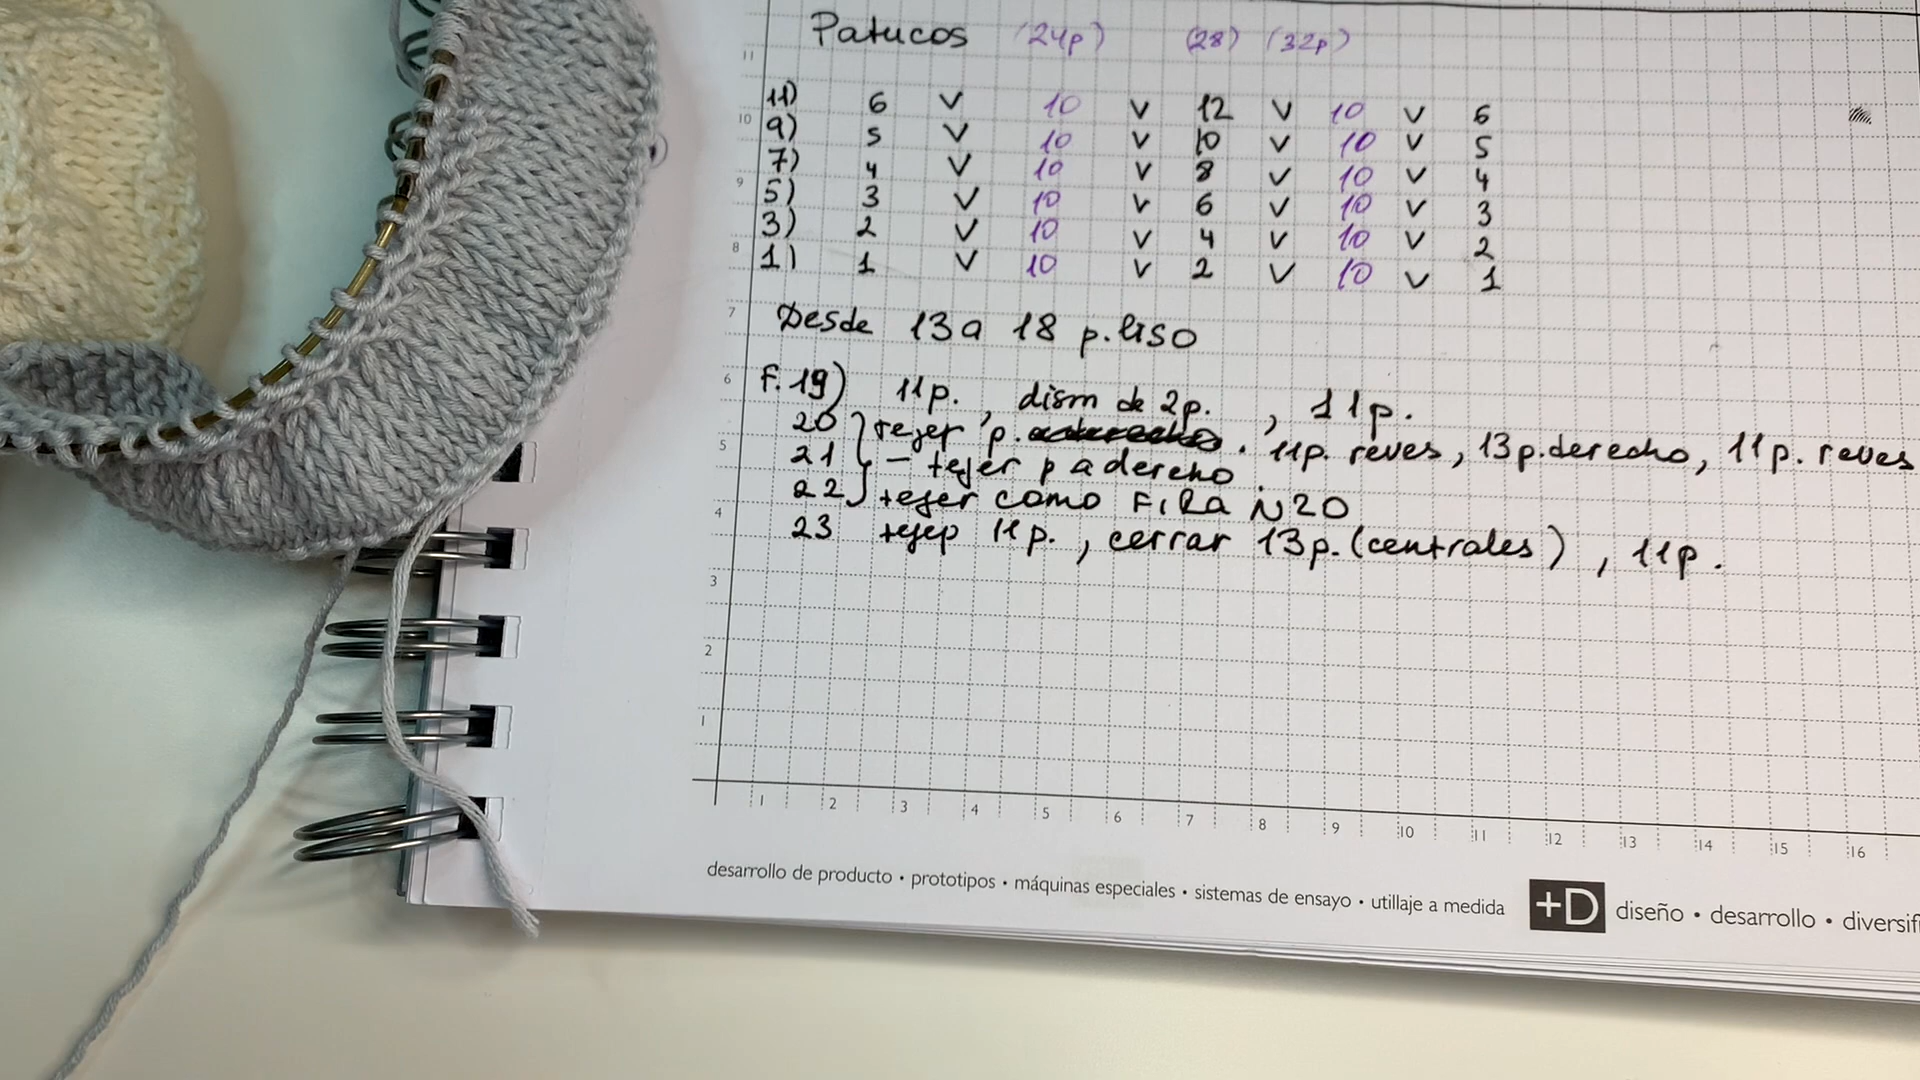 Patucos (24p) (28) (32p)
11) 6 V 10 V 12 V 10 V 6
9) 5 V 10 V 10 V 10 V 5
7) 4 V 10 V 8 V 10 V 4
5) 3 V 10 V 6 V 10 V 3
3) 2 V 10 V 4 V 10 V 2
1) 1 V 10 V 2 V 10 V 1
Desde 13 a 18 p. liso
F. 19) 11p. , dism de 2p. , 11p.
20 tejer p. . 11p. reves, 13p. derecho, 11p. reves
21 - tejer p a derecho
22 tejer como FiRa N20
23 tejep 11p. , cerrar 13p. (centrales) , 11p.
11
10
9
8
7
6
5
4
3
2
1
1 2 3 4 5 6 7 8 9 10 11 12 13 14 15 16
desarrollo de producto • prototipos • máquinas especiales • sistemas de ensayo • utillaje a medida +D diseño • desarrollo • diversifi